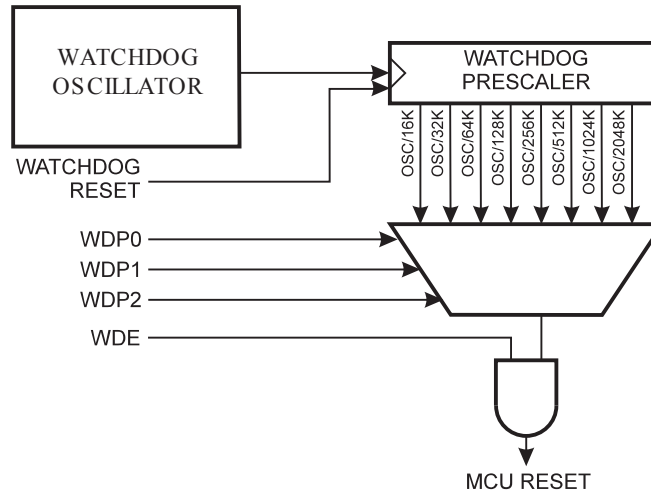 WATCHDOG
OSCILLATOR
WATCHDOG
PRESCALER
OSC/16K
OSC/32K
OSC/64K
OSC/128K
OSC/256K
OSC/512K
OSC/1024K
OSC/2048K
WATCHDOG
RESET
WDP0
WDP1
WDP2
WDE
MCU RESET